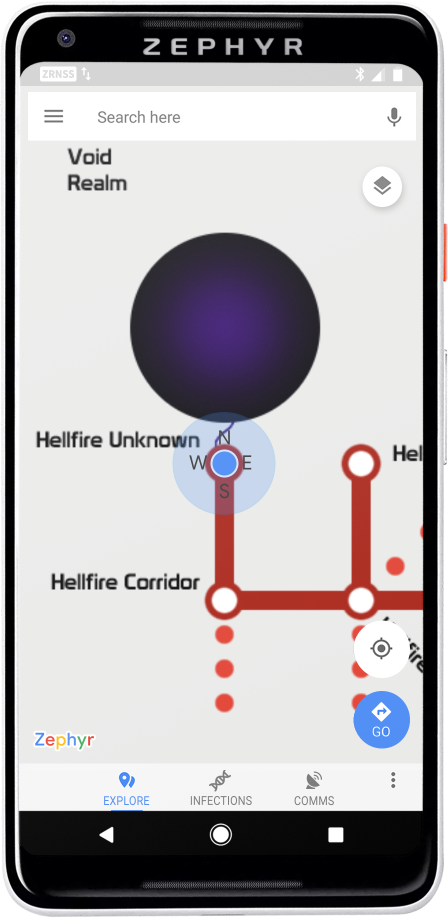 ZEPHYR
ZRNSS
Search here
Void
Realm
Hellfire Unknown
N
W E
S
Hel
Hellfire Corridor
GO
Zephyr
EXPLORE
INFECTIONS
COMMS